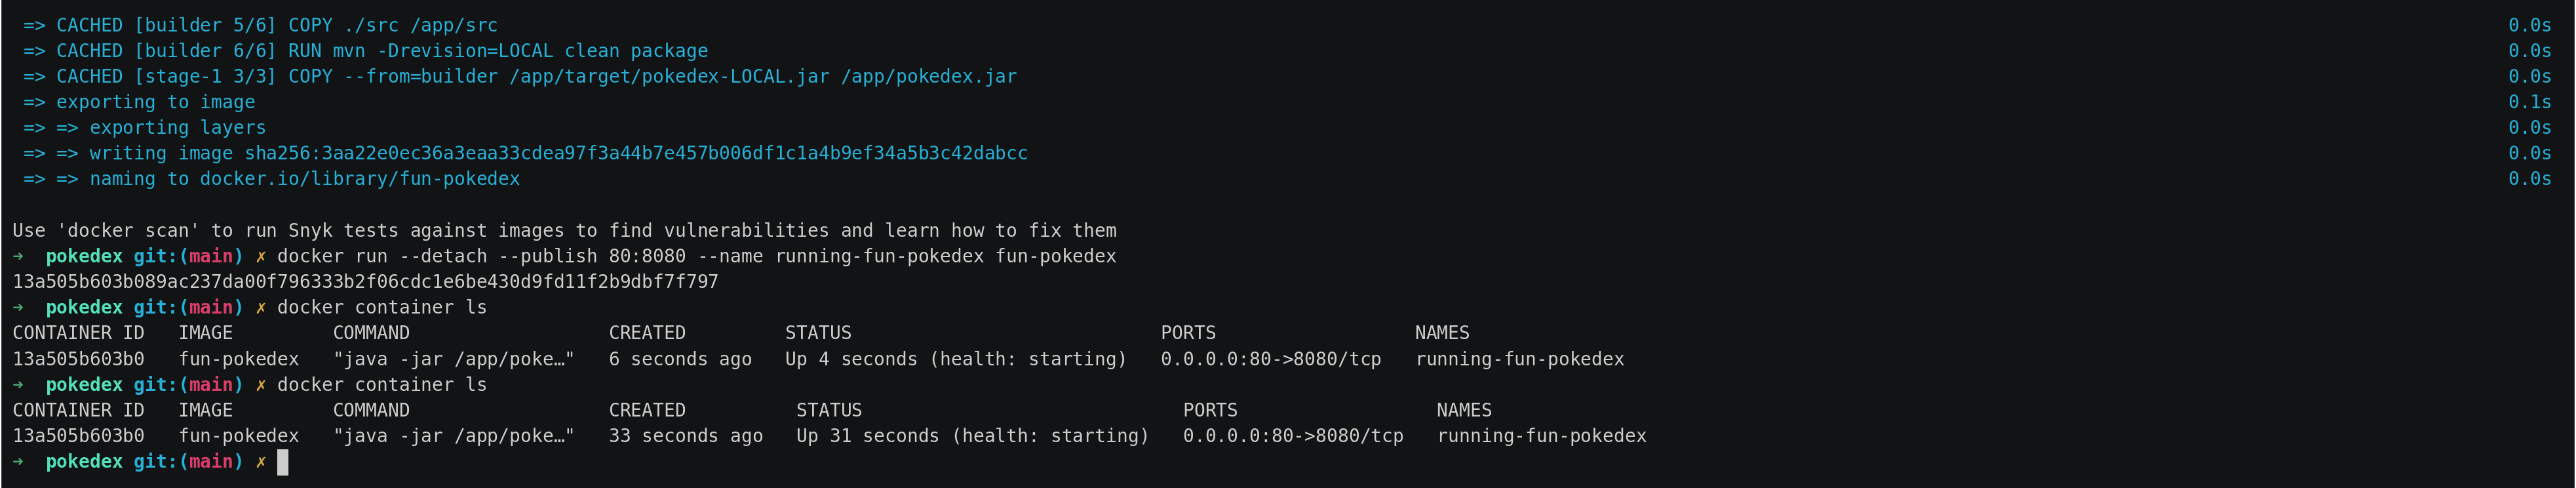 => CACHED [builder 5/6] COPY ./src /app/src 0.0s
=> CACHED [builder 6/6] RUN mvn -Drevision=LOCAL clean package 0.0s
=> CACHED [stage-1 3/3] COPY --from=builder /app/target/pokedex-LOCAL.jar /app/pokedex.jar 0.0s
=> exporting to image 0.1s
=> => exporting layers 0.0s
=> => writing image sha256:3aa22e0ec36a3eaa33cdea97f3a44b7e457b006df1c1a4b9ef34a5b3c42dabcc 0.0s
=> => naming to docker.io/library/fun-pokedex 0.0s
Use 'docker scan' to run Snyk tests against images to find vulnerabilities and learn how to fix them
➜ pokedex git:(main) ✗ docker run --detach --publish 80:8080 --name running-fun-pokedex fun-pokedex
13a505b603b089ac237da00f796333b2f06cdc1e6be430d9fd11f2b9dbf7f797
➜ pokedex git:(main) ✗ docker container ls
CONTAINER ID IMAGE COMMAND CREATED STATUS PORTS NAMES
13a505b603b0 fun-pokedex "java -jar /app/poke…" 6 seconds ago Up 4 seconds (health: starting) 0.0.0.0:80->8080/tcp running-fun-pokedex
➜ pokedex git:(main) ✗ docker container ls
CONTAINER ID IMAGE COMMAND CREATED STATUS PORTS NAMES
13a505b603b0 fun-pokedex "java -jar /app/poke…" 33 seconds ago Up 31 seconds (health: starting) 0.0.0.0:80->8080/tcp running-fun-pokedex
➜ pokedex git:(main) ✗